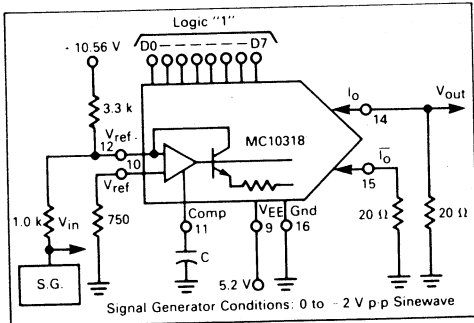 Logic "1"
- 10.56 V
D0 D7
3.3 k
Vref -
12
10
Vref
MC10318
IO
14
Vout
IO
15
1.0 k
Vin
750
Comp
11
VEE
9
Gnd
16
20 Ω
20 Ω
C
S.G.
5.2 V
Signal Generator Conditions: 0 to - 2 V p-p Sinewave